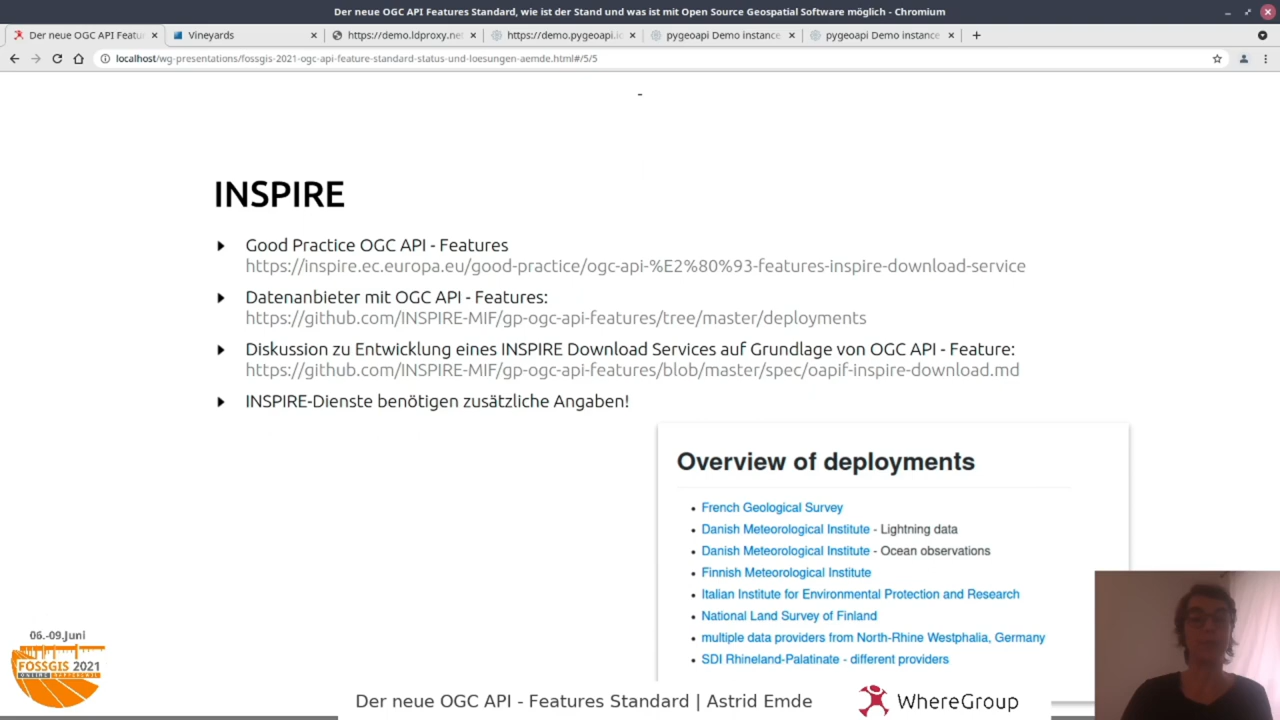 Der neue OGC API Features Standard, wie ist der Stand und was ist mit Open Source Geospatial Software möglich - Chromium
Der neue OGC API Featur
Vineyards
https://demo.ldproxy.ne
https://demo.pygeoapi.io
pygeoapi Demo instance
pygeoapi Demo instance
localhost/wg-presentations/fossgis-2021-ogc-api-feature-standard-status-und-loesungen-aemde.html#/5/5
-
INSPIRE
Good Practice OGC API - Features
https://inspire.ec.europa.eu/good-practice/ogc-api-%E2%80%93-features-inspire-download-service
Datenanbieter mit OGC API - Features:
https://github.com/INSPIRE-MIF/gp-ogc-api-features/tree/master/deployments
Diskussion zu Entwicklung eines INSPIRE Download Services auf Grundlage von OGC API - Feature:
https://github.com/INSPIRE-MIF/gp-ogc-api-features/blob/master/spec/oapif-inspire-download.md
INSPIRE-Dienste benötigen zusätzliche Angaben!
Overview of deployments
French Geological Survey
Danish Meteorological Institute - Lightning data
Danish Meteorological Institute - Ocean observations
Finnish Meteorological Institute
Italian Institute for Environmental Protection and Research
National Land Survey of Finland
multiple data providers from North-Rhine Westphalia, Germany
SDI Rhineland-Palatinate - different providers
06.-09.Juni
FOSSGIS 2021
Der neue OGC API - Features Standard | Astrid Emde
WhereGroup